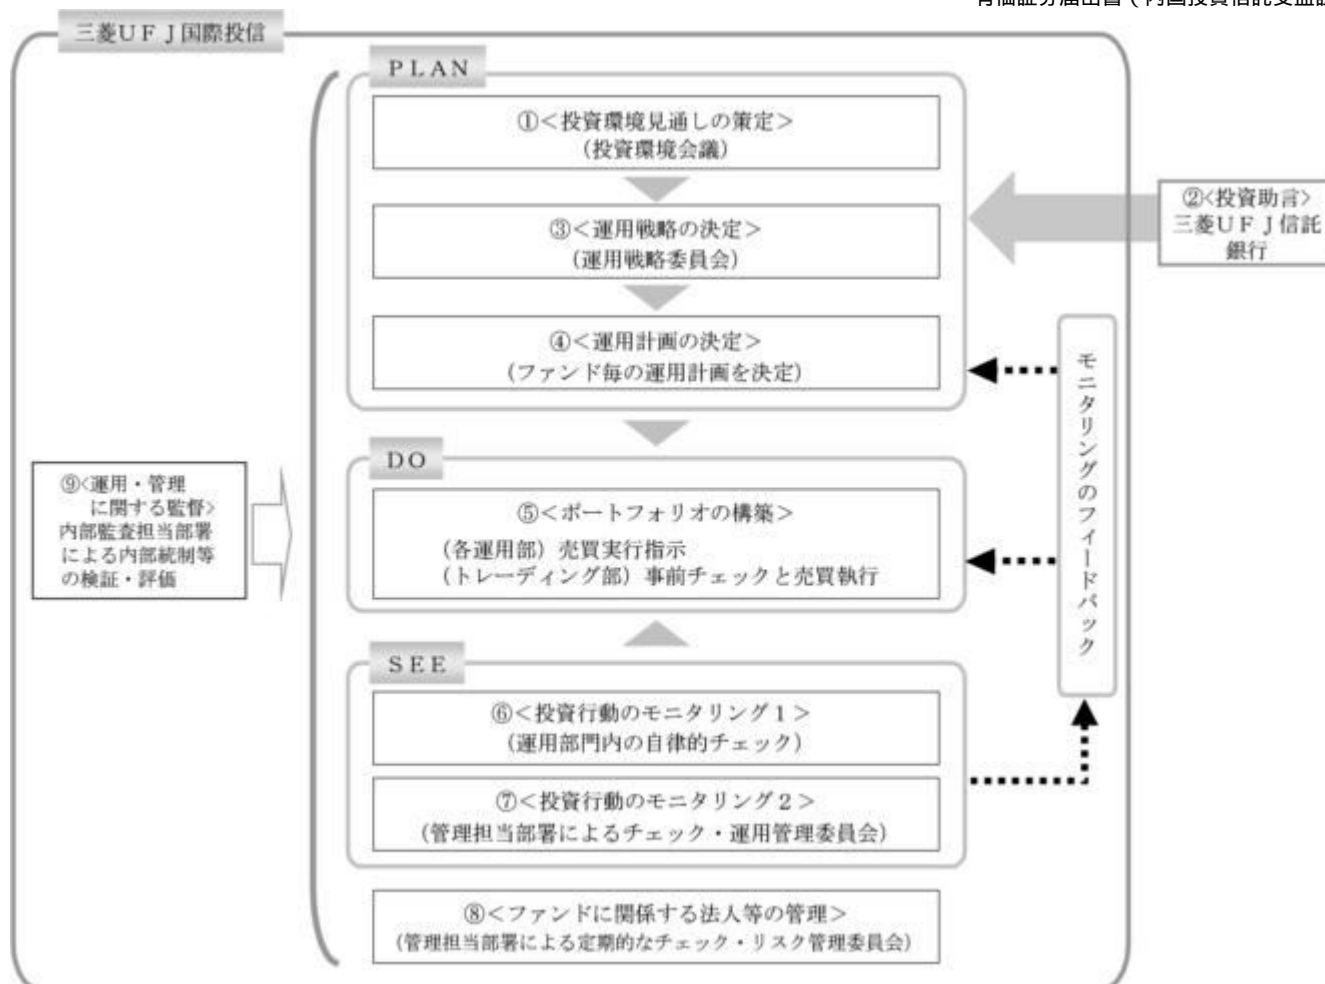 有価証券届出書（内国投資信託受益証
三菱ＵＦＪ国際投信
ＰＬＡＮ
①＜投資環境見通しの策定＞
（投資環境会議）
②<投資助言>
三菱ＵＦＪ信託
銀行
③＜運用戦略の決定＞
（運用戦略委員会）
④＜運用計画の決定＞
（ファンド毎の運用計画を決定）
モニタリングのフィードバック
ＤＯ
⑤＜ポートフォリオの構築＞
（各運用部）売買実行指示
（トレーディング部）事前チェックと売買執行
⑨<運用・管理
に関する監督>
内部監査担当部署
による内部統制等
の検証・評価
ＳＥＥ
⑥＜投資行動のモニタリング１＞
（運用部門内の自律的チェック）
⑦＜投資行動のモニタリング２＞
（管理担当部署によるチェック・運用管理委員会）
⑧＜ファンドに関係する法人等の管理＞
（管理担当部署による定期的なチェック・リスク管理委員会）